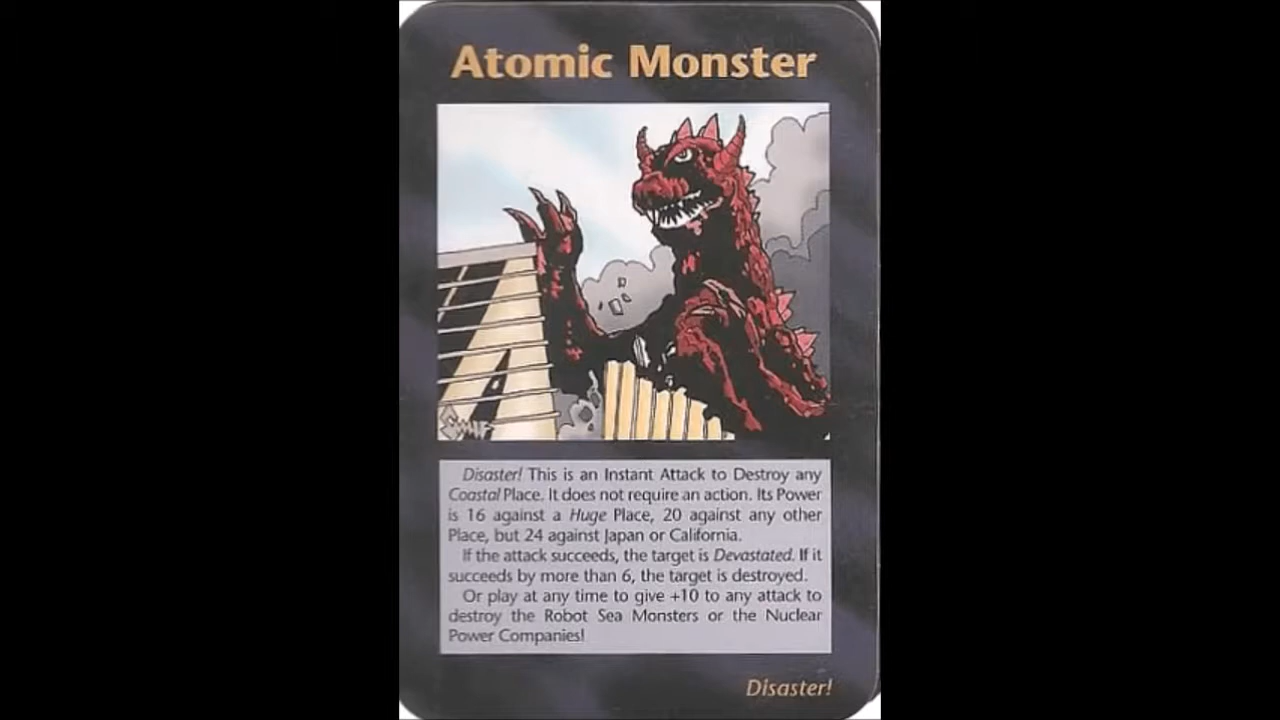 Atomic Monster
Disaster! This is an Instant Attack to Destroy any
Coastal Place. It does not require an action. Its Power
is 16 against a Huge Place, 20 against any other
Place, but 24 against Japan or California.
If the attack succeeds, the target is Devastated. If it
succeeds by more than 6, the target is destroyed.
Or play at any time to give +10 to any attack to
destroy the Robot Sea Monsters or the Nuclear
Power Companies!
Disaster!